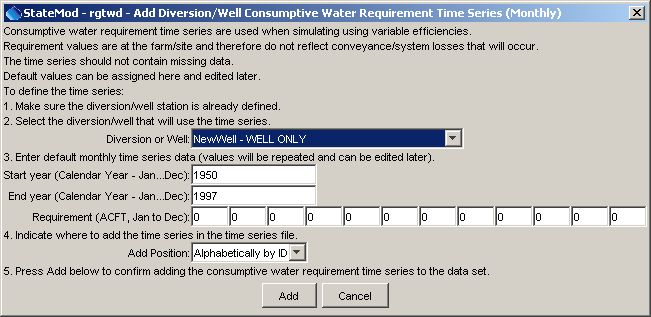 StateMod - rgtwd - Add Diversion/Well Consumptive Water Requirement Time Series (Monthly)
Consumptive water requirement time series are used when simulating using variable efficiencies.
Requirement values are at the farm/site and therefore do not reflect conveyance/system losses that will occur.
The time series should not contain missing data.
Default values can be assigned here and edited later.
To define the time series:
1. Make sure the diversion/well station is already defined.
2. Select the diversion/well that will use the time series.
Diversion or Well: NewWell - WELL ONLY
3. Enter default monthly time series data (values will be repeated and can be edited later).
Start year (Calendar Year - Jan...Dec): 1950
End year (Calendar Year - Jan...Dec): 1997
Requirement (ACFT, Jan to Dec): 0 0 0 0 0 0 0 0 0 0 0 0
4. Indicate where to add the time series in the time series file.
Add Position: Alphabetically by ID
5. Press Add below to confirm adding the consumptive water requirement time series to the data set.
Add Cancel